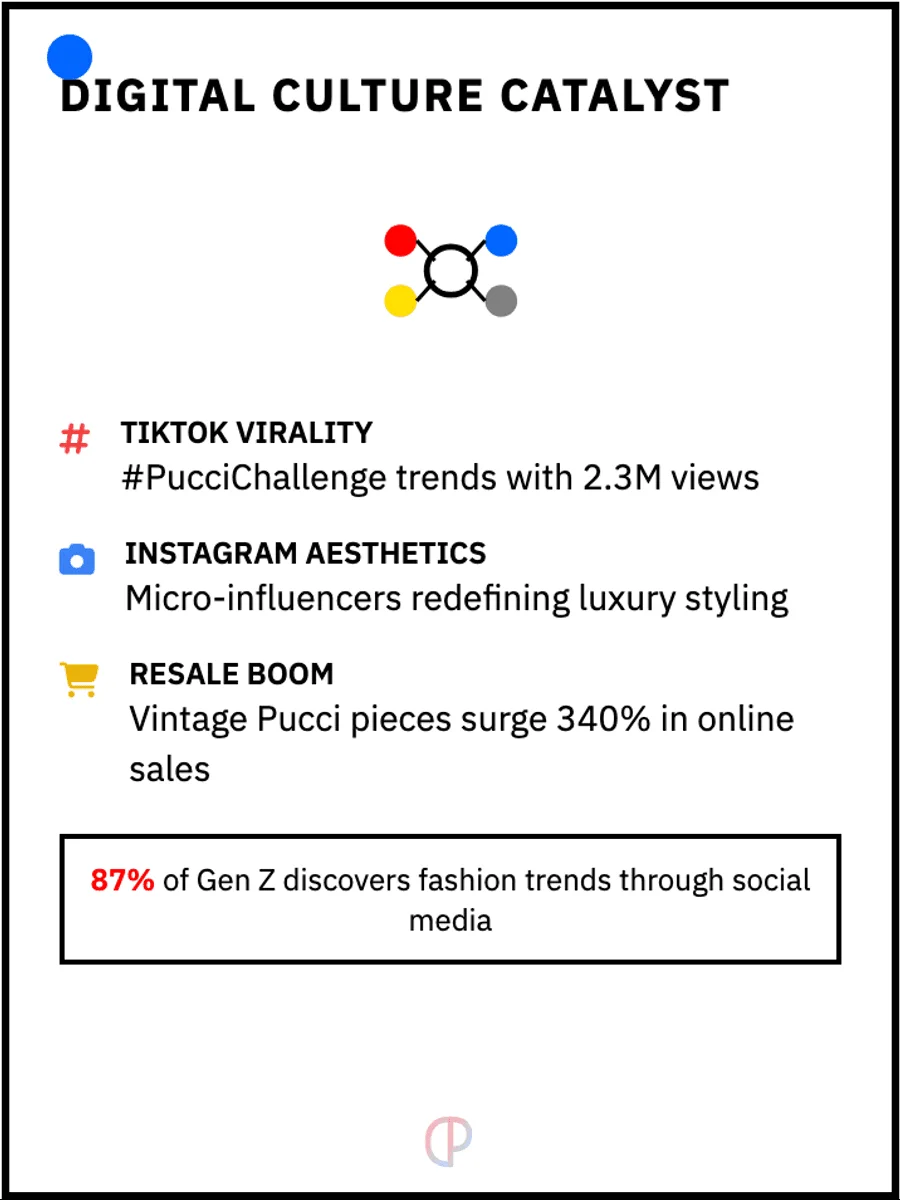 DIGITAL CULTURE CATALYST
TIKTOK VIRALITY
#PucciChallenge trends with 2.3M views
INSTAGRAM AESTHETICS
Micro-influencers redefining luxury styling
RESALE BOOM
Vintage Pucci pieces surge 340% in online
sales
87% of Gen Z discovers fashion trends through social
media